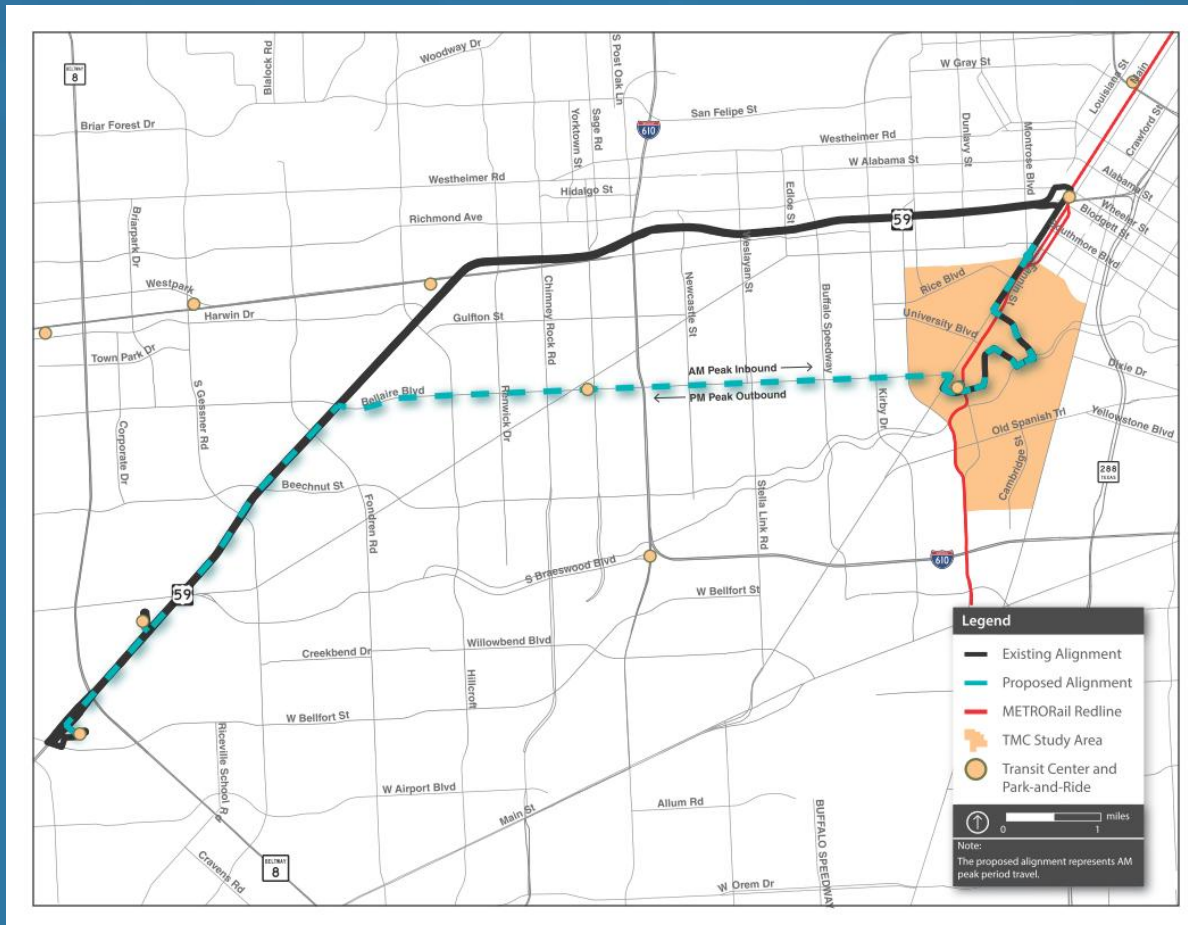 BELTWAY
8
Blalock Rd
Woodway Dr
S Post Oak Ln
W Gray St
Louisiana St
Main
Crawford St
Briar Forest Dr
610
San Felipe St
Yorktown St
Sage Rd
Dunlavy St
Montrose Blvd
Westheimer Rd
W Alabama St
Alabama St
Westheimer Rd
Hidalgo St
Edloe St
Briarpark Dr
Richmond Ave
59
Wheeler St
Blodgett St
Southmore Blvd
Weslayan St
Fannin St
Rice Blvd
Westpark
Harwin Dr
Chimney Rock Rd
Newcastle St
Buffalo Speedway
Gulfton St
University Blvd
Town Park Dr
Dixie Dr
S Gessner Rd
AM Peak Inbound
Bellaire Blvd
Renwick Dr
PM Peak Outbound
Kirby Dr
Old Spanish Trl
Yellowstone Blvd
Corporate Dr
Cambridge St
288
TEXAS
Beechnut St
Fondren Rd
Stella Link Rd
S Braeswood Blvd
610
59
W Bellfort St
Creekbend Dr
Willowbend Blvd
Hillcroft
W Bellfort St
Riceville School Rd
W Airport Blvd
Main St
Allum Rd
BUFFALO SPEEDWAY
Cravens Rd
BELTWAY
8
W Orem Dr
Legend
Existing Alignment
Proposed Alignment
METRORail Redline
TMC Study Area
Transit Center and
Park-and-Ride
miles
0 1
Note:
The proposed alignment represents AM
peak period travel.